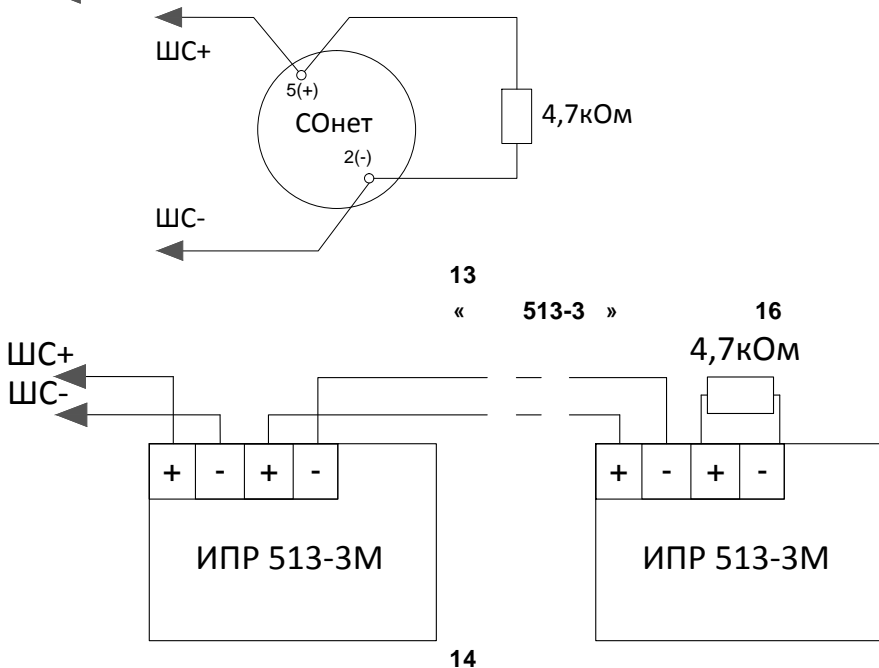 ШС+
5(+)
СОнет
4,7кОм
2(-)
ШС-
13
« 513-3 » 16
4,7кОм
ШС+
ШС-
+ - + -
+ - + -
ИПР 513-3М
ИПР 513-3М
14